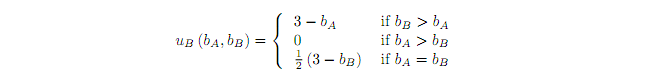 3 − b_A if b_B > b_A
u_B (b_A, b_B) = { 0 if b_A > b_B
½ (3 − b_B) if b_A = b_B